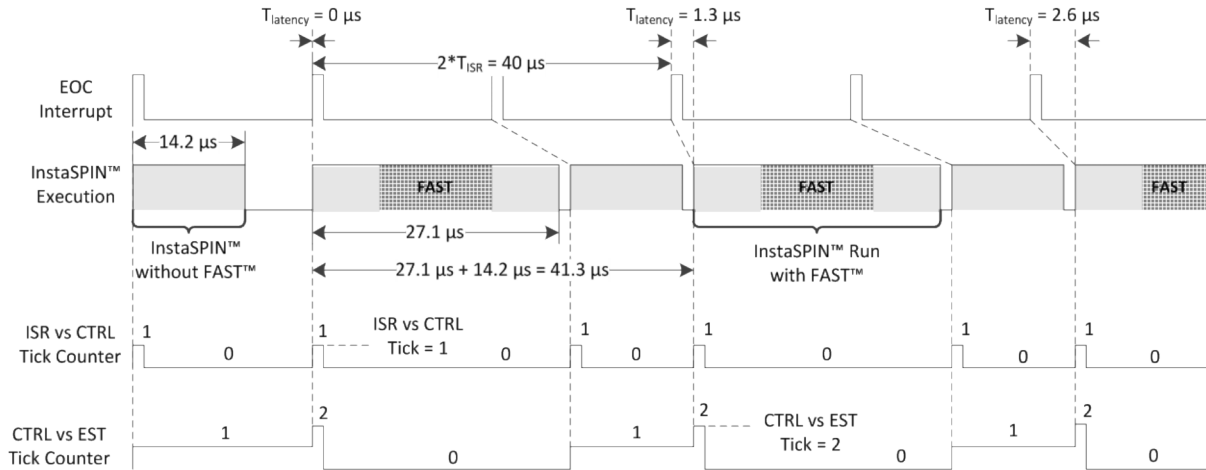 T latency = 0 µs
T latency = 1.3 µs
T latency = 2.6 µs
2*T ISR = 40 µs
EOC
Interrupt
14.2 µs
InstaSPIN™
Execution
FAST
FAST
FAST
InstaSPIN™
without FAST™
27.1 µs
InstaSPIN™ Run
with FAST™
27.1 µs + 14.2 µs = 41.3 µs
ISR vs CTRL
Tick Counter
1
0
1
ISR vs CTRL
Tick = 1
0
1
0
1
0
1
0
1
0
CTRL vs EST
Tick Counter
1
2
0
1
2
CTRL vs EST
Tick = 2
0
1
2
0